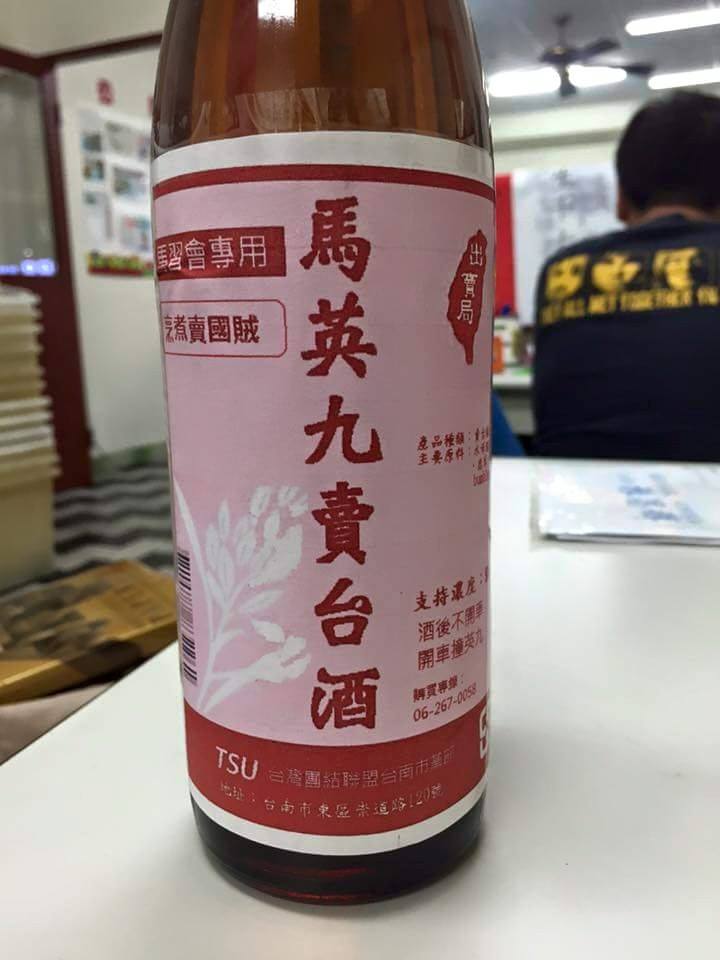 馬習會專用
烹煮賣國賊
馬英九賣台酒
出賣局
產品種類：
主要原料：
支持濃度：
酒後不開車
開車撞英九
購買專線：
06-267-0058
TSU 台灣團結聯盟台南市黨部
地址：台南市東區崇道路120號